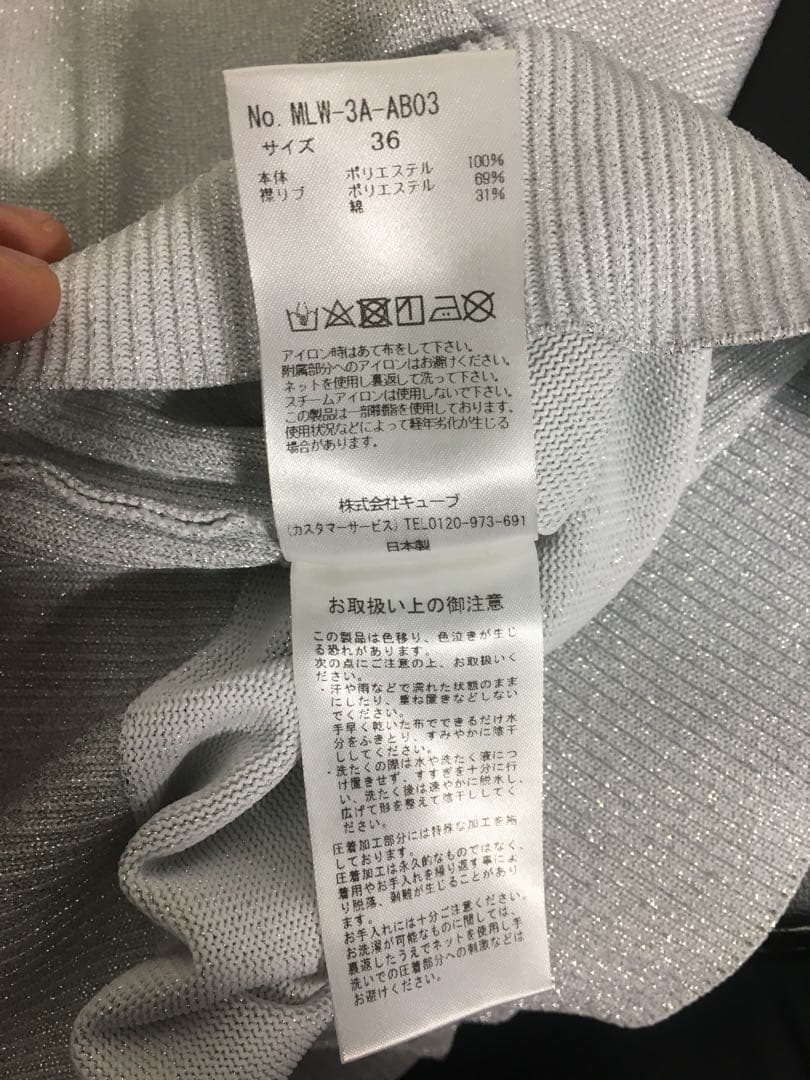 No. MLW-3A-AB03
サイズ 36
本体 ポリエステル 100%
襟リブ ポリエステル 69%
綿 31%
アイロン時はあて布をして下さい。
附属部分へのアイロンはお避けください。
ネットを使用し裏返して洗って下さい。
スチームアイロンは使用しないで下さい。
この製品は一部樹脂を使用しております。
使用状況などによって経年劣化が生じる
場合があります。
株式会社キューブ
(カスタマーサービス) TEL0120-973-691
日本製
お取扱い上の御注意
この製品は色移り、色泣きが生じ
る恐れがあります。
次の点にご注意の上、お取扱いく
ださい。
・汗や雨などで濡れた状態のまま
にしたり、重ね置きなどしない
でください。
手早く乾いた布でできるだけ水
分をふきとり、すみやかに陰干
ししてください。
・洗たくの際は水や洗たく液につ
け置きせず、すすぎを十分に行
い、洗たく後は速やかに脱水し、
広げて形を整えて陰干ししてく
ださい。
圧着加工部分には特殊な加工を施
しております。
圧着加工は永久的なものではなく、
着用やお手入れを繰り返す事によ
り脱落、剥離が生じることがあり
ます。
お手入れには十分ご注意ください。
お洗濯が可能なものに関しては、
裏返したうえでネットを使用し手
洗いでの圧着部分への刺激などは
お避けください。